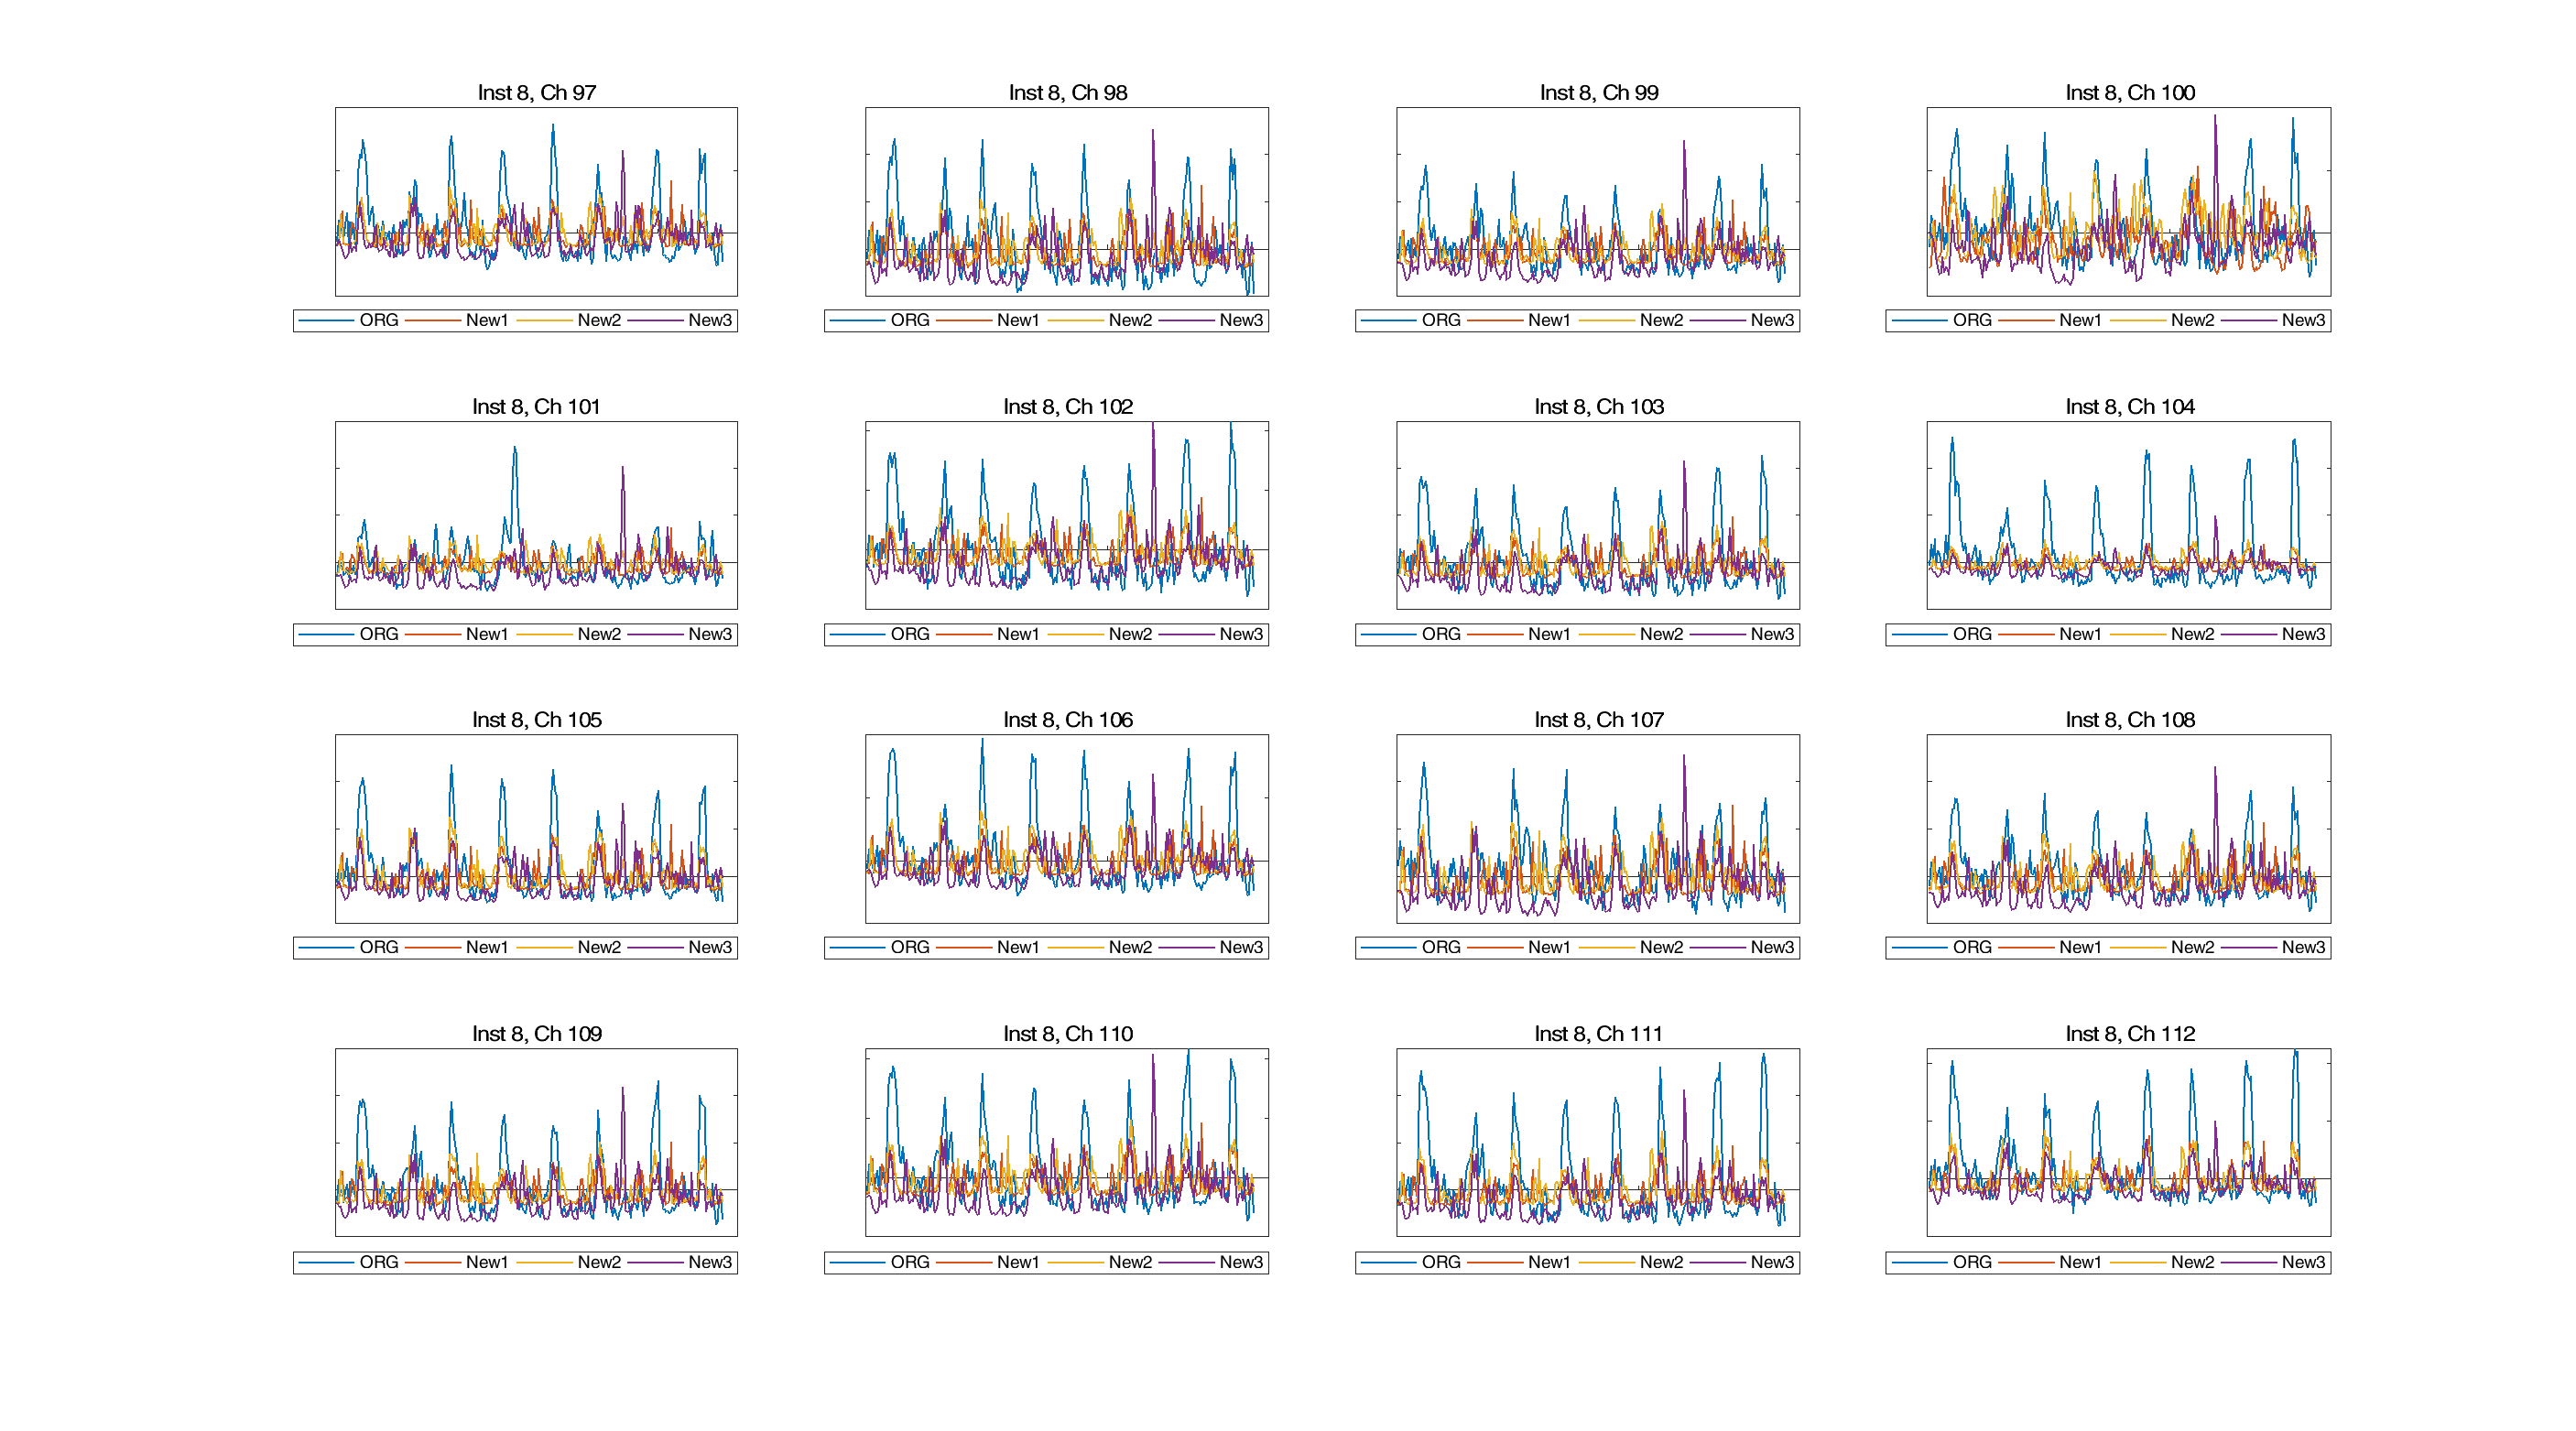 Inst 8, Ch 97
Inst 8, Ch 98
Inst 8, Ch 99
Inst 8, Ch 100
ORG New1 New2 New3
ORG New1 New2 New3
ORG New1 New2 New3
ORG New1 New2 New3
Inst 8, Ch 101
Inst 8, Ch 102
Inst 8, Ch 103
Inst 8, Ch 104
ORG New1 New2 New3
ORG New1 New2 New3
ORG New1 New2 New3
ORG New1 New2 New3
Inst 8, Ch 105
Inst 8, Ch 106
Inst 8, Ch 107
Inst 8, Ch 108
ORG New1 New2 New3
ORG New1 New2 New3
ORG New1 New2 New3
ORG New1 New2 New3
Inst 8, Ch 109
Inst 8, Ch 110
Inst 8, Ch 111
Inst 8, Ch 112
ORG New1 New2 New3
ORG New1 New2 New3
ORG New1 New2 New3
ORG New1 New2 New3